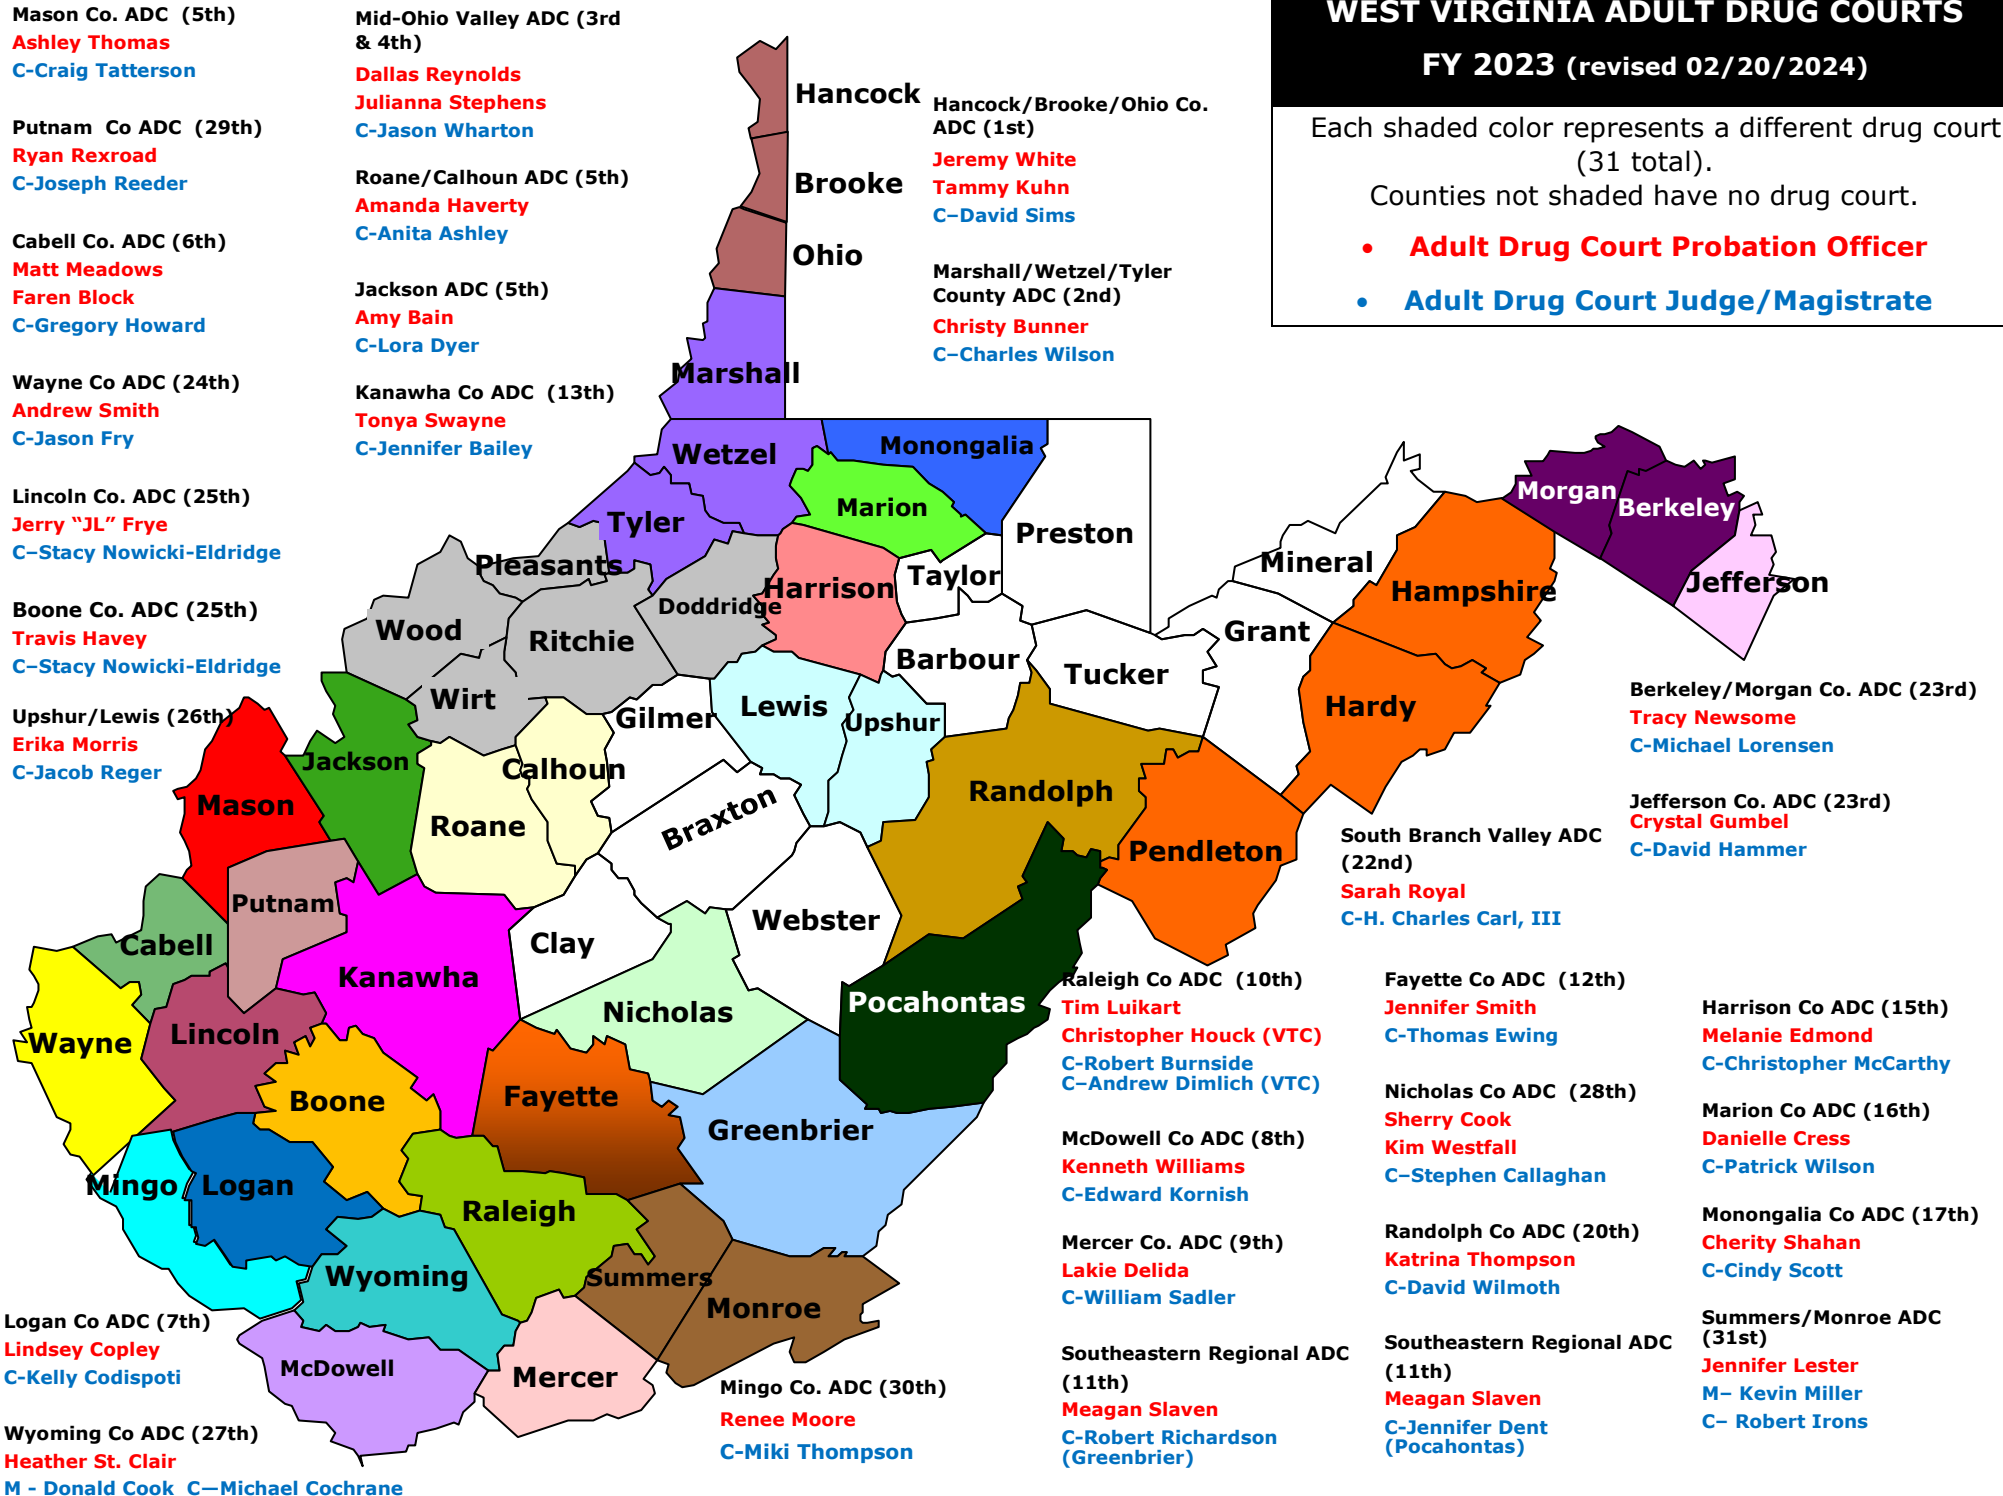 Mason Co. ADC  (5th)
Ashley Thomas
C-Craig Tatterson
Putnam  Co ADC  (29th)
Ryan Rexroad
C-Joseph Reeder
Cabell Co. ADC (6th)
Matt Meadows
Faren Block
C-Gregory Howard
Wayne Co ADC (24th)
Andrew Smith
C-Jason Fry
Lincoln Co. ADC (25th)
Jerry “JL” Frye
C–Stacy Nowicki-Eldridge
Boone Co. ADC (25th)
Travis Havey
C–Stacy Nowicki-Eldridge
Upshur/Lewis (26th)
Erika Morris
C-Jacob Reger
Mid-Ohio Valley ADC (3rd
& 4th)
Dallas Reynolds
Julianna Stephens
C-Jason Wharton
Roane/Calhoun ADC (5th)
Amanda Haverty
C-Anita Ashley
Jackson ADC (5th)
Amy Bain
C-Lora Dyer
Kanawha Co ADC  (13th)
Tonya Swayne
C-Jennifer Bailey
Hancock/Brooke/Ohio Co.
ADC (1st)
Jeremy White
Tammy Kuhn
C–David Sims
Marshall/Wetzel/Tyler
County ADC (2nd)
Christy Bunner
C–Charles Wilson
WEST VIRGINIA ADULT DRUG COURTS
FY 2023 (revised 02/20/2024)
Each shaded color represents a different drug court
(31 total).
Counties not shaded have no drug court.
• Adult Drug Court Probation Officer
• Adult Drug Court Judge/Magistrate
Hancock
Brooke
Ohio
Marshall
Wetzel
Monongalia
Marion
Tyler
Preston
Pleasants
Doddridge
Harrison
Taylor
Wood
Ritchie
Barbour
Tucker
Wirt
Gilmer
Lewis
Upshur
Mineral
Hampshire
Grant
Hardy
Morgan
Berkeley
Jefferson
Mason
Jackson
Roane
Calhoun
Braxton
Randolph
Pendleton
Putnam
Cabell
Clay
Webster
Kanawha
Nicholas
Pocahontas
Wayne
Lincoln
Boone
Fayette
Greenbrier
Mingo
Logan
Raleigh
Wyoming
Summers
Monroe
McDowell
Mercer
Berkeley/Morgan Co. ADC (23rd)
Tracy Newsome
C-Michael Lorensen
Jefferson Co. ADC (23rd)
Crystal Gumbel
C-David Hammer
South Branch Valley ADC
(22nd)
Sarah Royal
C-H. Charles Carl, III
Raleigh Co ADC  (10th)
Tim Luikart
Christopher Houck (VTC)
C-Robert Burnside
C–Andrew Dimlich (VTC)
McDowell Co ADC (8th)
Kenneth Williams
C-Edward Kornish
Mercer Co. ADC (9th)
Lakie Delida
C-William Sadler
Southeastern Regional ADC
(11th)
Meagan Slaven
C-Robert Richardson
(Greenbrier)
Fayette Co ADC  (12th)
Jennifer Smith
C-Thomas Ewing
Nicholas Co ADC  (28th)
Sherry Cook
Kim Westfall
C–Stephen Callaghan
Randolph Co ADC (20th)
Katrina Thompson
C-David Wilmoth
Southeastern Regional ADC
(11th)
Meagan Slaven
C-Jennifer Dent
(Pocahontas)
Harrison Co ADC (15th)
Melanie Edmond
C-Christopher McCarthy
Marion Co ADC (16th)
Danielle Cress
C-Patrick Wilson
Monongalia Co ADC (17th)
Cherity Shahan
C-Cindy Scott
Summers/Monroe ADC
(31st)
Jennifer Lester
M– Kevin Miller
C– Robert Irons
Logan Co ADC (7th)
Lindsey Copley
C-Kelly Codispoti
Wyoming Co ADC (27th)
Heather St. Clair
M - Donald Cook  C—Michael Cochrane
Mingo Co. ADC (30th)
Renee Moore
C-Miki Thompson